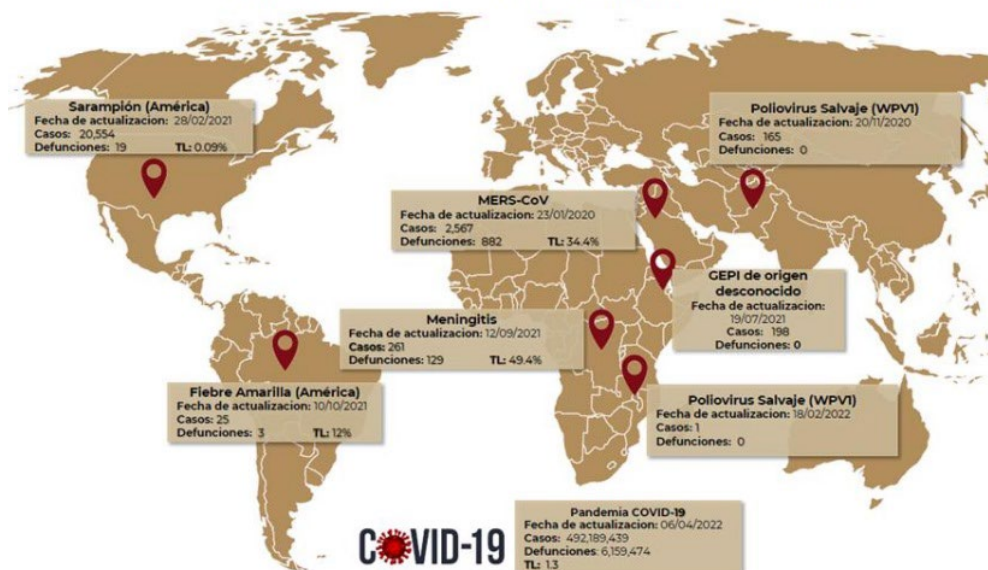 Sarampión (América)
Fecha de actualizacion: 28/02/2021
Casos: 20,554
Defunciones: 19 TL: 0.09%
Poliovirus Salvaje (WPV1)
Fecha de actualizacion: 20/11/2020
Casos: 165
Defunciones: 0
MERS-CoV
Fecha de actualizacion: 23/01/2020
Casos: 2,567
Defunciones: 882 TL: 34.4%
GEPI de origen
desconocido
Fecha de actualizacion:
19/07/2021
Casos: 198
Defunciones: 0
Meningitis
Fecha de actualizacion: 12/09/2021
Casos: 261
Defunciones: 129 TL: 49.4%
Fiebre Amarilla (América)
Fecha de actualizacion: 10/10/2021
Casos: 25
Defunciones: 3 TL: 12%
Poliovirus Salvaje (WPV1)
Fecha de actualizacion: 18/02/2022
Casos: 1
Defunciones: 0
COVID-19
Pandemia COVID-19
Fecha de actualizacion: 06/04/2022
Casos: 492,189,439
Defunciones: 6,159,474
TL: 1.3